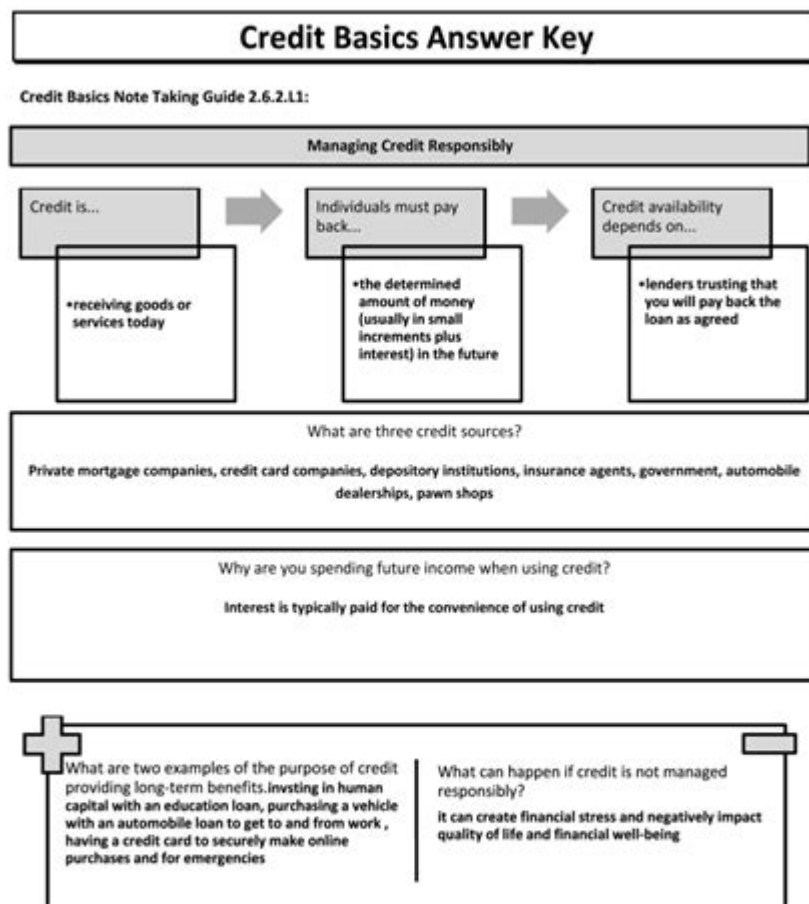 Credit Basics Answer Key
Credit Basics Note Taking Guide 2.6.2.L1:
Managing Credit Responsibly
Credit is...
•receiving goods or
services today
Individuals must pay
back...
•the determined
amount of money
(usually in small
increments plus
interest) in the future
Credit availability
depends on...
•lenders trusting that
you will pay back the
loan as agreed
What are three credit sources?
Private mortgage companies, credit card companies, depository institutions, insurance agents, government, automobile
dealerships, pawn shops
Why are you spending future income when using credit?
Interest is typically paid for the convenience of using credit
What are two examples of the purpose of credit
providing long-term benefits.invsting in human
capital with an education loan, purchasing a vehicle
with an automobile loan to get to and from work ,
having a credit card to securely make online
purchases and for emergencies
What can happen if credit is not managed
responsibly?
it can create financial stress and negatively impact
quality of life and financial well-being